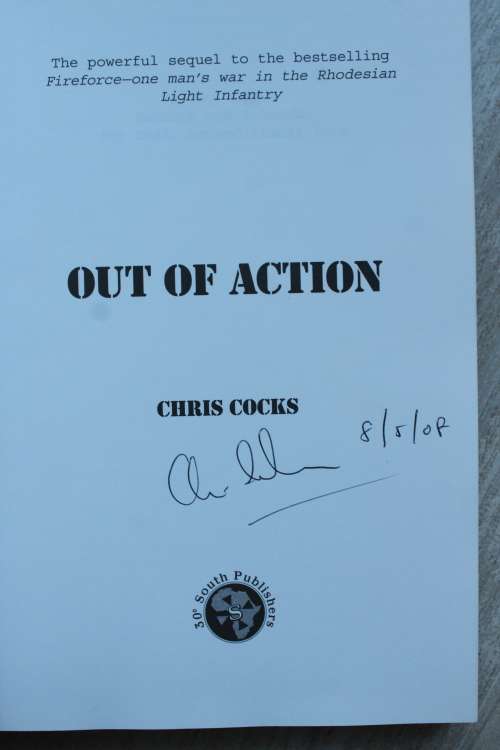 The powerful sequel to the bestselling
Fireforce—one man's war in the Rhodesian
Light Infantry
OUT OF ACTION
CHRIS COCKS
8/5/08
30° South Publishers
S